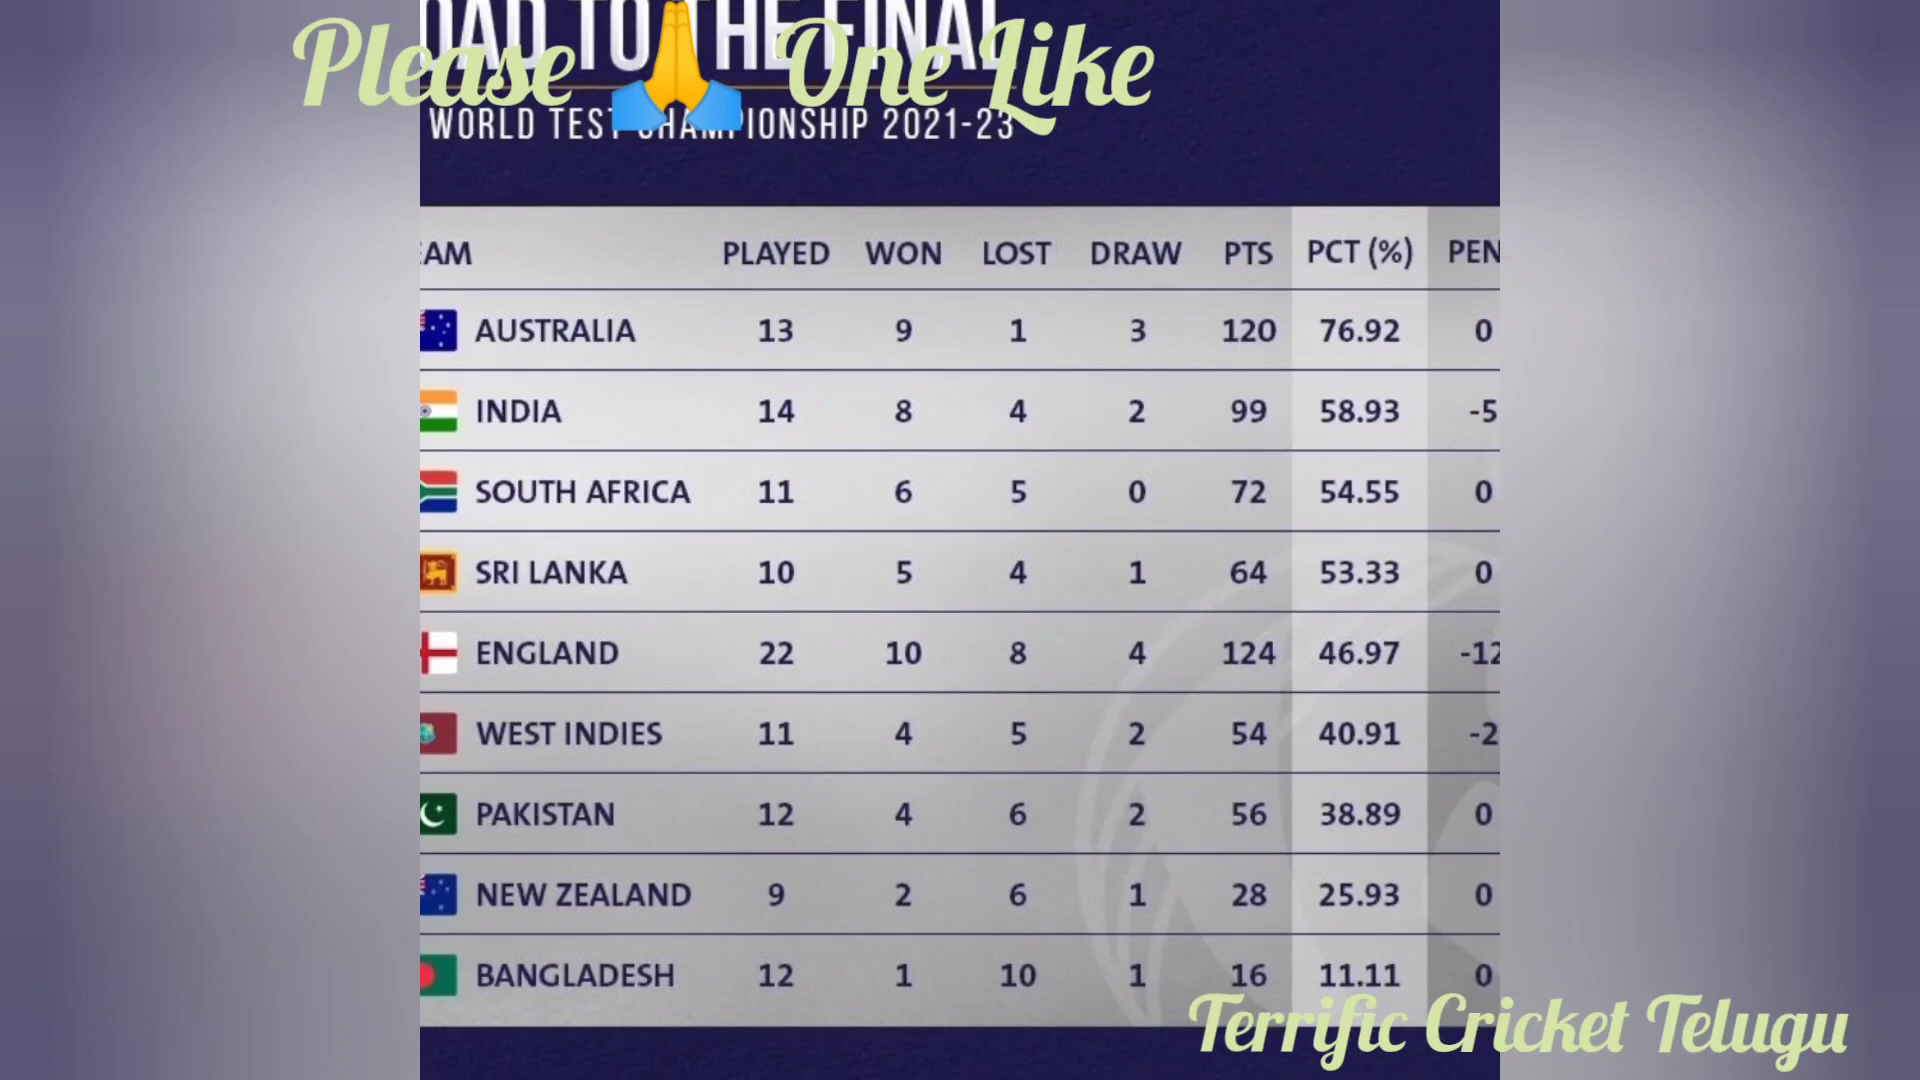 OAD TO THE FINAL
Please 🙏 One Like
WORLD TEST CHAMPIONSHIP 2021-23
EAM PLAYED WON LOST DRAW PTS PCT (%) PEN
AUSTRALIA 13 9 1 3 120 76.92 0
INDIA 14 8 4 2 99 58.93 -5
SOUTH AFRICA 11 6 5 0 72 54.55 0
SRI LANKA 10 5 4 1 64 53.33 0
ENGLAND 22 10 8 4 124 46.97 -12
WEST INDIES 11 4 5 2 54 40.91 -2
PAKISTAN 12 4 6 2 56 38.89 0
NEW ZEALAND 9 2 6 1 28 25.93 0
BANGLADESH 12 1 10 1 16 11.11 0
Terrific Cricket Telugu